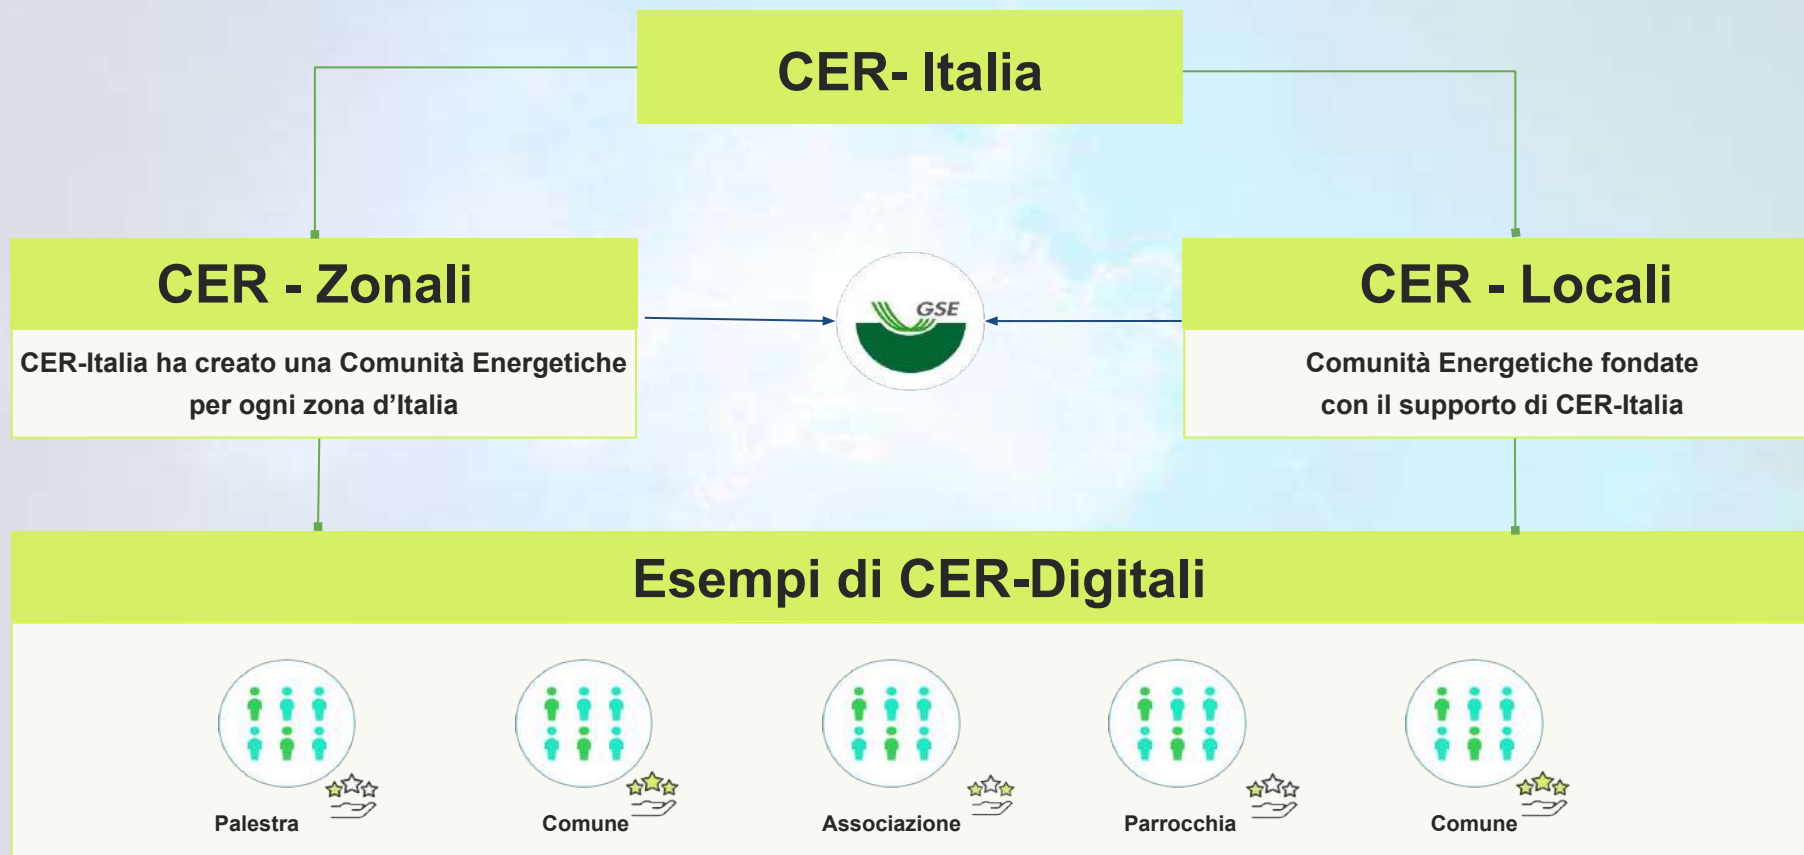 CER- Italia
CER - Zonali
CER-Italia ha creato una Comunità Energetiche
per ogni zona d’Italia
GSE
CER - Locali
Comunità Energetiche fondate
con il supporto di CER-Italia
Esempi di CER-Digitali
Palestra
Comune
Associazione
Parrocchia
Comune